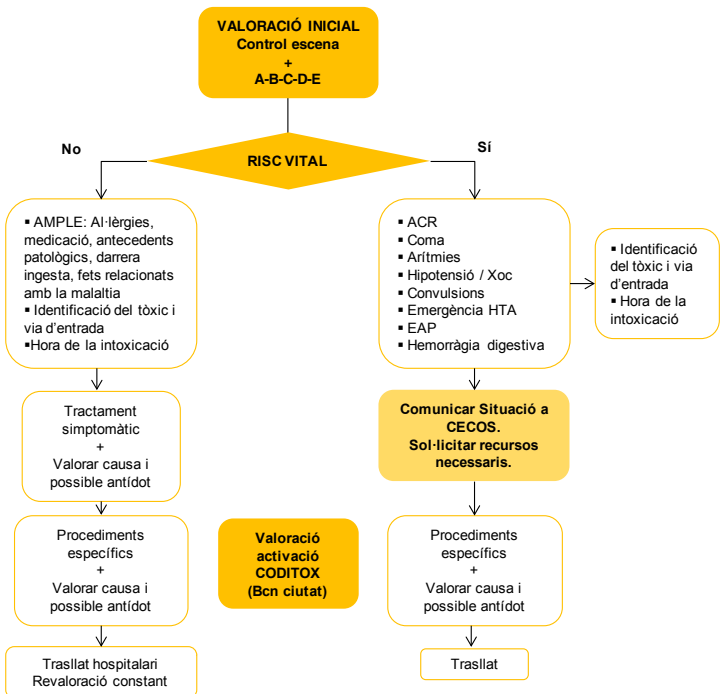 VALORACIÓ INICIAL
Control escena
+
A-B-C-D-E
No
RISC VITAL
Sí
▪ AMPLE: Al·lèrgies,
medicació, antecedents
patològics, darrera
ingesta, fets relacionats
amb la malaltia
▪ Identificació del tòxic i
via d'entrada
▪Hora de la intoxicació
▪ ACR
▪ Coma
▪ Arítmies
▪ Hipotensió / Xoc
▪ Convulsions
▪ Emergència HTA
▪ EAP
▪ Hemorràgia digestiva
▪ Identificació
del tòxic i via
d'entrada
▪ Hora de la
intoxicació
Tractament
simptomàtic
+
Valorar causa i
possible antídot
Comunicar Situació a
CECOS.
Sol·licitar recursos
necessaris.
Procediments
específics
+
Valorar causa i
possible antídot
Valoració
activació
CODITOX
(Bcn ciutat)
Procediments
específics
+
Valorar causa i
possible antídot
Trasllat hospitalari
Revaloració constant
Trasllat